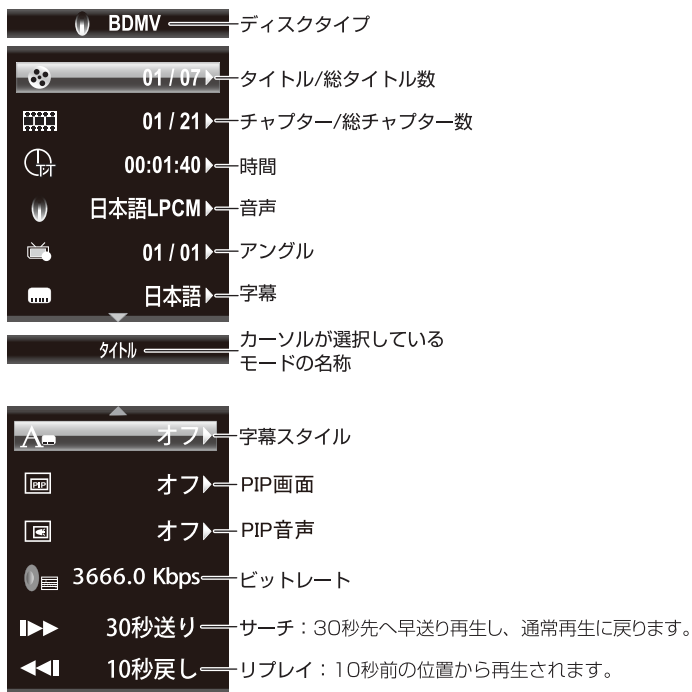 BDMV ディスクタイプ
01 / 07 タイトル/総タイトル数
01 / 21 チャプター/総チャプター数
00:01:40 時間
日本語LPCM 音声
01 / 01 アングル
日本語 字幕
タイトル カーソルが選択している
モードの名称
A オフ 字幕スタイル
PIP オフ PIP画面
オフ PIP音声
3666.0 Kbps ビットレート
30秒送り サーチ：30秒先へ早送り再生し、通常再生に戻ります。
10秒戻し リプレイ：10秒前の位置から再生されます。